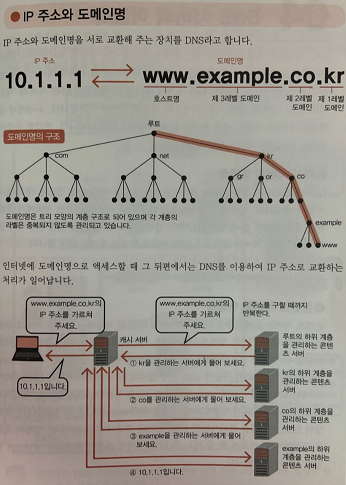 IP 주소와 도메인명
IP 주소와 도메인명을 서로 교환해 주는 장치를 DNS라고 합니다.
IP 주소
도메인명
10.1.1.1
www.example.co.kr
호스트명
제 3레벨 도메인
제 2레벨
도메인
제 1레벨
도메인
도메인명의 구조
루트
com
net
kr
gr
or
co
example
www
도메인명은 트리 모양의 계층 구조로 되어 있으며 각 계층의
라벨은 중복되지 않도록 관리되고 있습니다.
인터넷에 도메인명으로 액세스할 때 그 뒤편에서는 DNS를 이용하여 IP 주소로 교환하는
처리가 일어납니다.
www.example.co.kr의
IP 주소를 가르쳐
주세요.
www.example.co.kr의
IP 주소를 가르쳐
주세요.
IP 주소를 구할 때까지
반복한다.
캐시 서버
10.1.1.1입니다.
① kr을 관리하는 서버에게 물어 보세요.
루트의 하위 계층
을 관리하는 콘텐
츠 서버
② co를 관리하는 서버에게 물어 보세요.
kr의 하위 계층을
관리하는 콘텐츠
서버
③ example을 관리하는 서버에게 물어
보세요.
co의 하위 계층을
관리하는 콘텐츠
서버
④ 10.1.1.1입니다.
example의 하위
계층을 관리하는
콘텐츠 서버